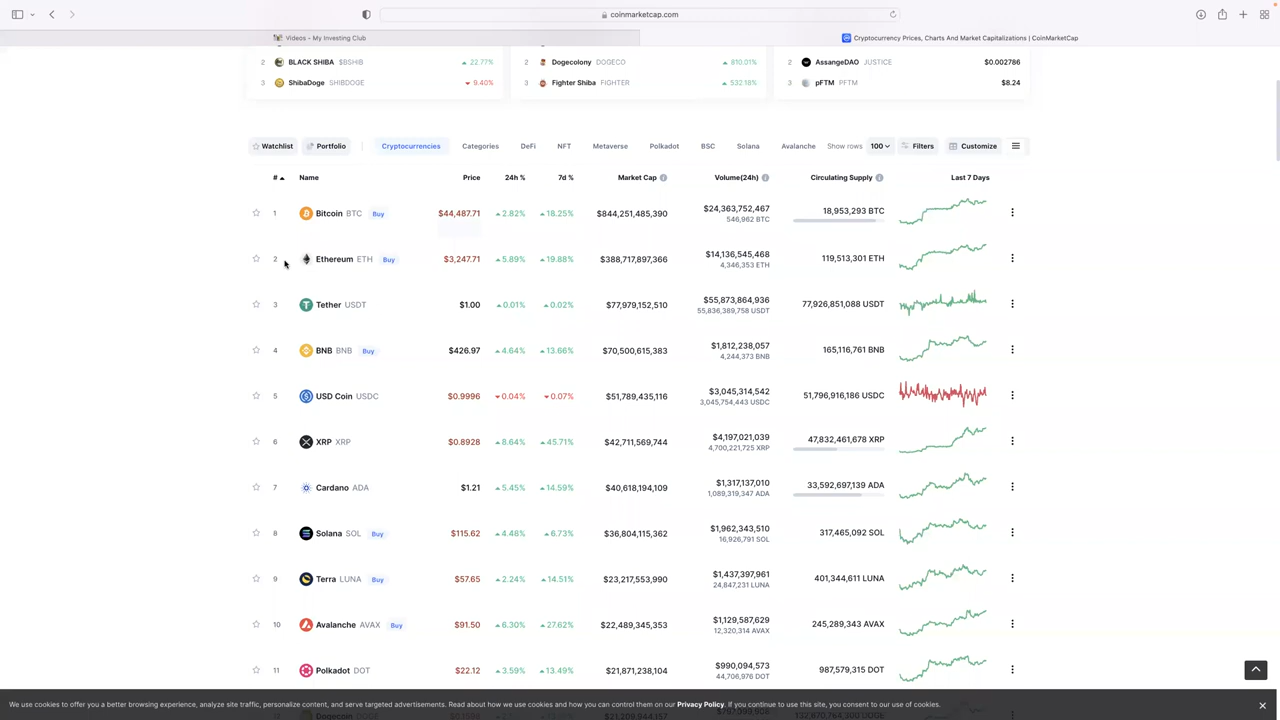 coinmarketcap.com
Videos - My Investing Club
Cryptocurrency Prices, Charts And Market Capitalizations | CoinMarketCap
2 BLACK SHIBA $BSHIB 22.77%
2 Dogecolony DOGECO 810.01%
2 AssangeDAO JUSTICE $0.002786
3 ShibaDoge SHIBDOGE 9.40%
3 Fighter Shiba FIGHTER 532.18%
3 pFTM PFTM $8.24
Watchlist Portfolio Cryptocurrencies Categories DeFi NFT Metaverse Polkadot BSC Solana Avalanche Show rows 100 Filters Customize
# Name Price 24h % 7d % Market Cap Volume(24h) Circulating Supply Last 7 Days
1 Bitcoin BTC Buy $44,487.71 2.82% 18.25% $844,251,485,390 $24,363,752,467 18,953,293 BTC
546,962 BTC
2 Ethereum ETH Buy $3,247.71 5.89% 19.88% $388,717,897,366 $14,136,545,468 119,513,301 ETH
4,346,353 ETH
3 Tether USDT $1.00 0.01% 0.02% $77,979,152,510 $55,873,864,936 77,926,851,088 USDT
55,836,389,758 USDT
4 BNB BNB Buy $426.97 4.64% 13.66% $70,500,615,383 $1,812,238,057 165,116,761 BNB
4,244,373 BNB
5 USD Coin USDC $0.9996 0.04% 0.07% $51,789,435,116 $3,045,314,542 51,796,916,186 USDC
3,045,754,443 USDC
6 XRP XRP $0.8928 8.64% 45.71% $42,711,569,744 $4,197,021,039 47,832,461,678 XRP
4,700,221,725 XRP
7 Cardano ADA $1.21 5.45% 14.59% $40,618,194,109 $1,317,137,010 33,592,697,139 ADA
1,089,319,347 ADA
8 Solana SOL Buy $115.62 4.48% 6.73% $36,804,115,362 $1,962,343,510 317,465,092 SOL
16,926,791 SOL
9 Terra LUNA Buy $57.65 2.24% 14.51% $23,217,553,990 $1,437,397,961 401,344,611 LUNA
24,847,231 LUNA
10 Avalanche AVAX Buy $91.50 6.30% 27.62% $22,489,345,353 $1,129,587,629 245,289,343 AVAX
12,320,314 AVAX
11 Polkadot DOT $22.12 3.59% 13.49% $21,871,238,104 $990,094,573 987,579,315 DOT
44,706,976 DOT
We use cookies to offer you a better browsing experience, analyze site traffic, personalize content, and serve targeted advertisements. Read about how we use cookies and how you can control them on our Privacy Policy. If you continue to use this site, you consent to our use of cookies.